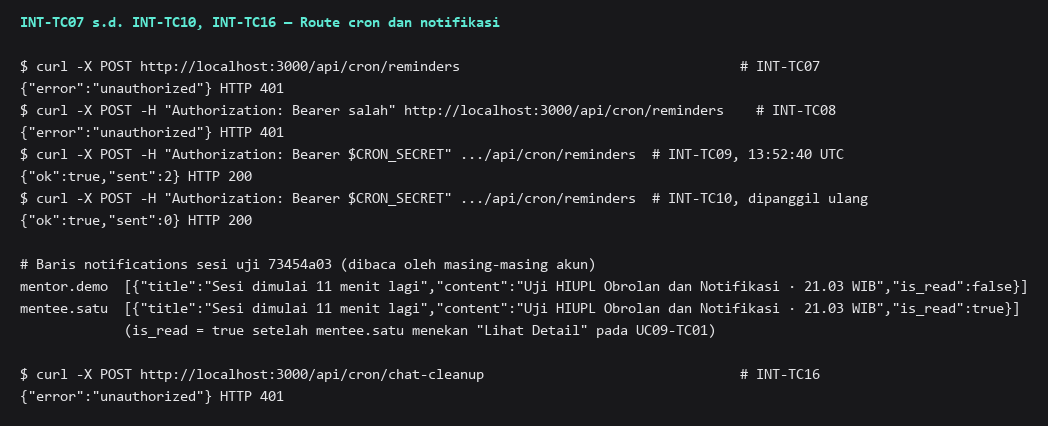 INT-TC07 s.d. INT-TC10, INT-TC16 — Route cron dan notifikasi
$ curl -X POST http://localhost:3000/api/cron/reminders # INT-TC07
{"error":"unauthorized"} HTTP 401
$ curl -X POST -H "Authorization: Bearer salah" http://localhost:3000/api/cron/reminders # INT-TC08
{"error":"unauthorized"} HTTP 401
$ curl -X POST -H "Authorization: Bearer $CRON_SECRET" .../api/cron/reminders # INT-TC09, 13:52:40 UTC
{"ok":true,"sent":2} HTTP 200
$ curl -X POST -H "Authorization: Bearer $CRON_SECRET" .../api/cron/reminders # INT-TC10, dipanggil ulang
{"ok":true,"sent":0} HTTP 200
# Baris notifications sesi uji 73454a03 (dibaca oleh masing-masing akun)
mentor.demo [{"title":"Sesi dimulai 11 menit lagi","content":"Uji HIUPL Obrolan dan Notifikasi · 21.03 WIB","is_read":false}]
mentee.satu [{"title":"Sesi dimulai 11 menit lagi","content":"Uji HIUPL Obrolan dan Notifikasi · 21.03 WIB","is_read":true}]
(is_read = true setelah mentee.satu menekan "Lihat Detail" pada UC09-TC01)
$ curl -X POST http://localhost:3000/api/cron/chat-cleanup # INT-TC16
{"error":"unauthorized"} HTTP 401